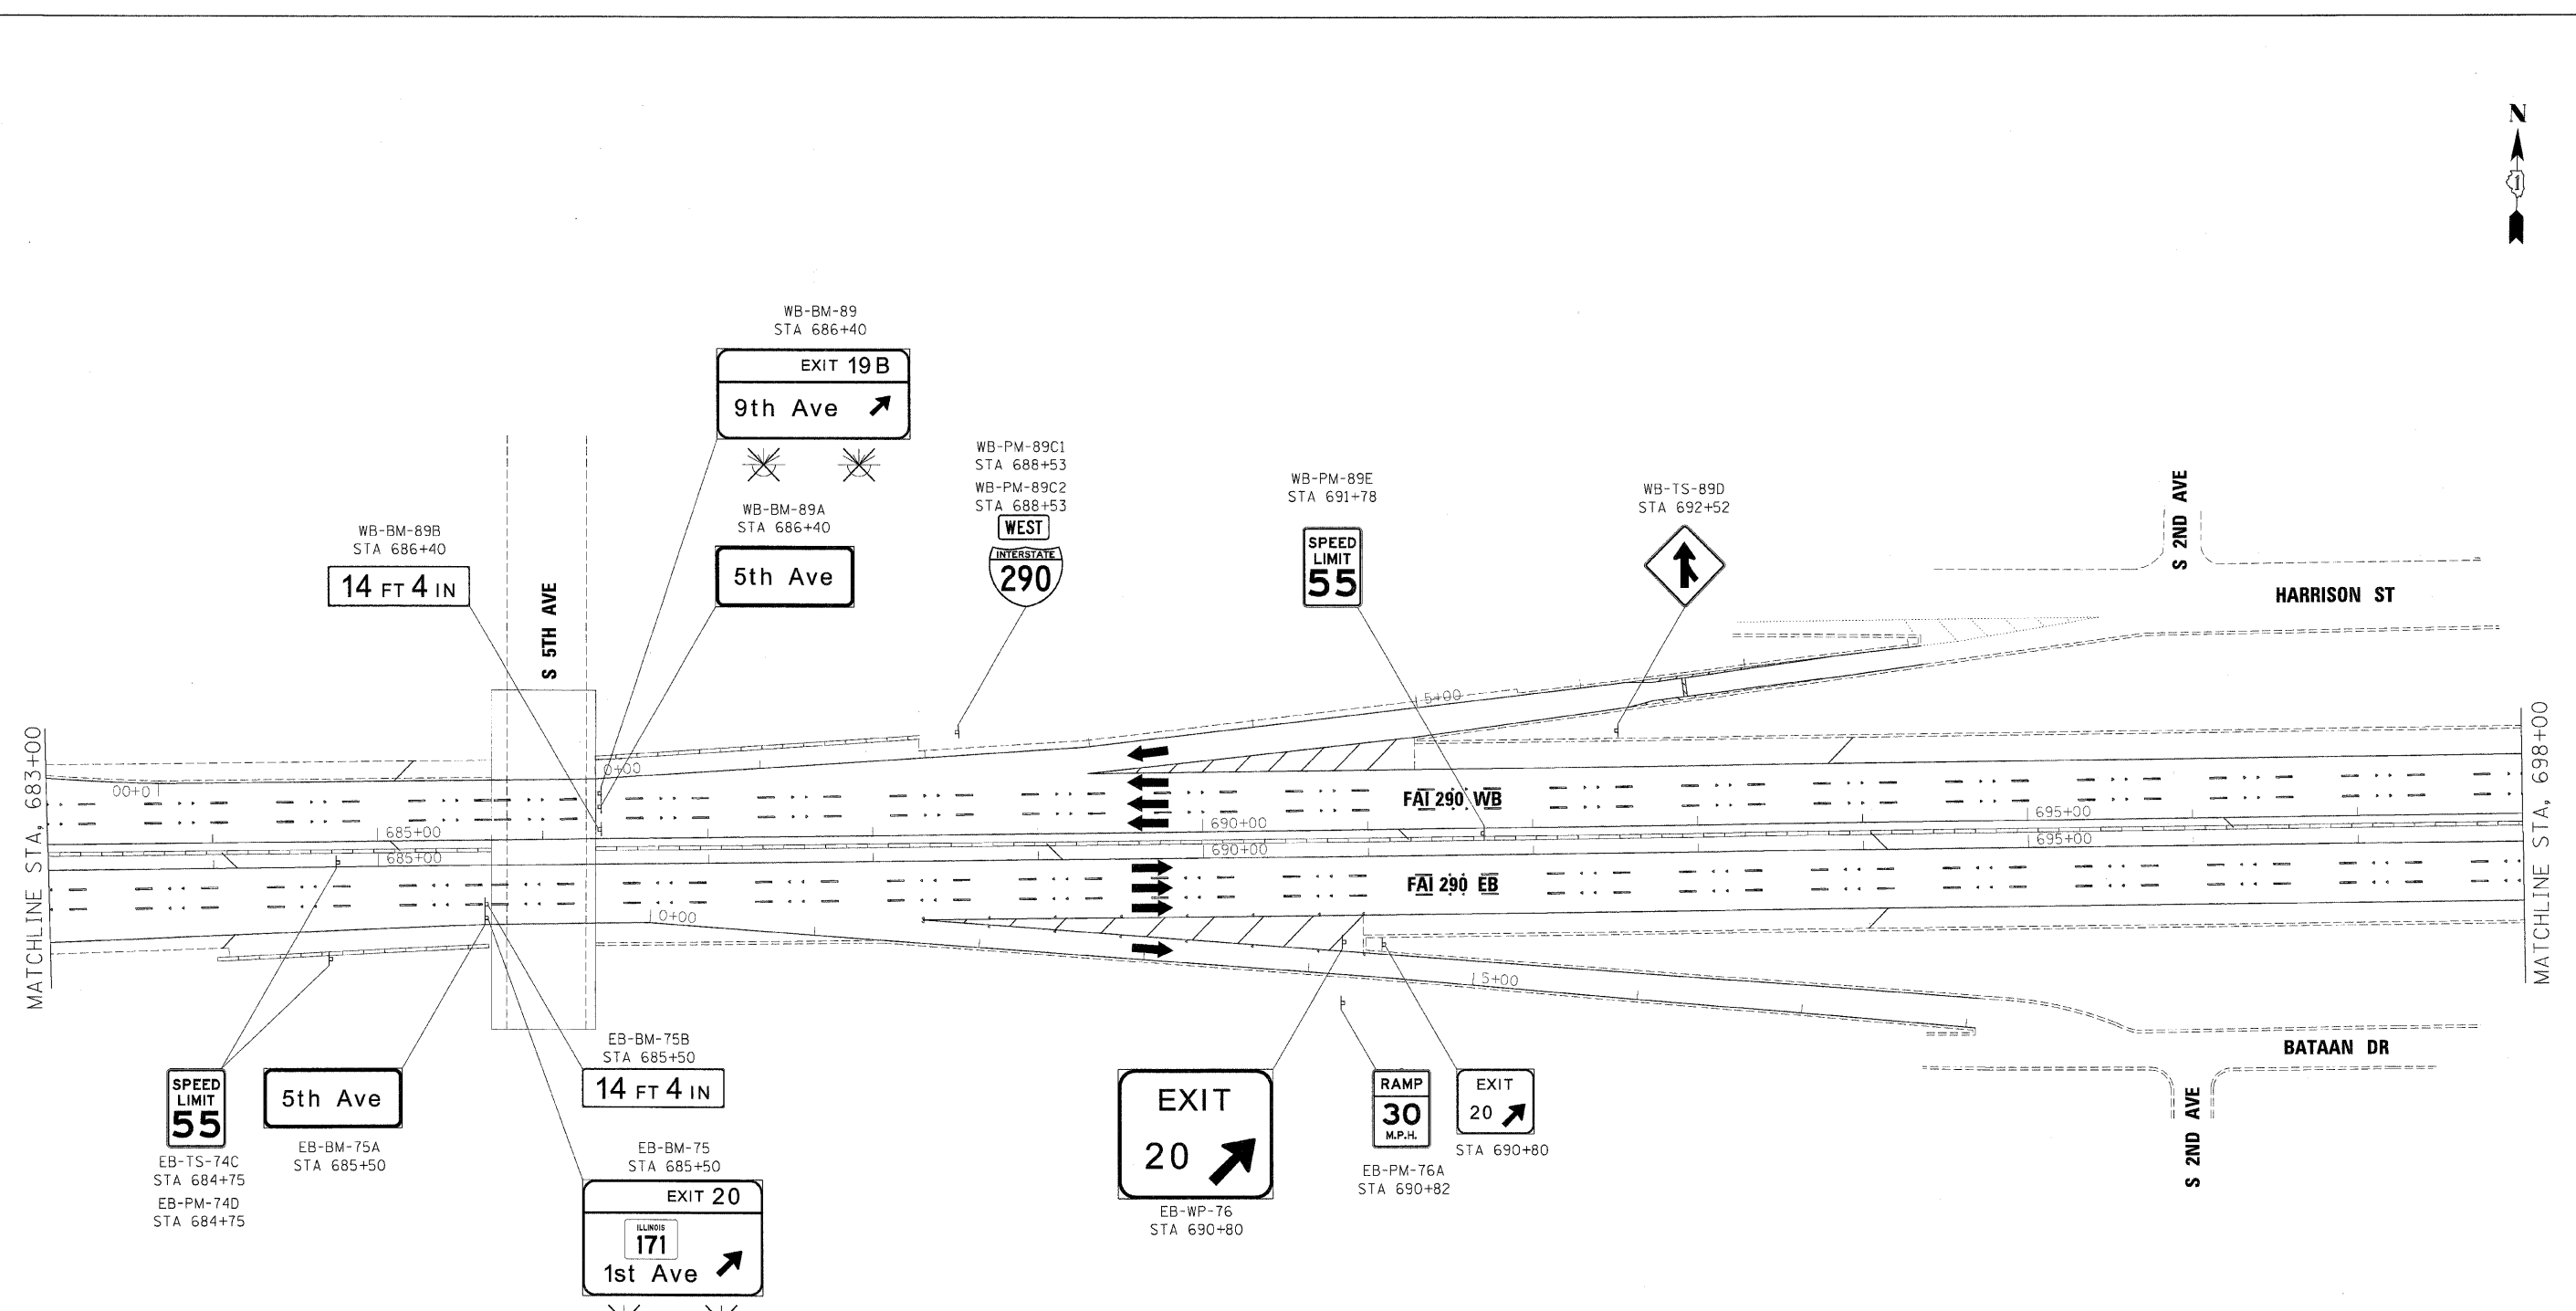 N
WB-BM-89
STA 686+40
EXIT 19B
9th Ave
WB-BM-89B
STA 686+40
14 FT 4 IN
WB-BM-89A
STA 686+40
5th Ave
WB-PM-89C1
STA 688+53
WB-PM-89C2
STA 688+53
WEST
INTERSTATE
290
WB-PM-89E
STA 691+78
SPEED
LIMIT
55
WB-TS-89D
STA 692+52
S 2ND AVE
HARRISON ST
S 5TH AVE
MATCHLINE STA, 683+00
MATCHLINE STA, 698+00
5+00
0+00
00+0
FAI 290 WB
685+00
690+00
695+00
685+00
690+00
695+00
FAI 290 EB
0+00
5+00
BATAAN DR
S 2ND AVE
SPEED
LIMIT
55
EB-TS-74C
STA 684+75
EB-PM-74D
STA 684+75
5th Ave
EB-BM-75A
STA 685+50
EB-BM-75B
STA 685+50
14 FT 4 IN
EB-BM-75
STA 685+50
EXIT 20
ILLINOIS
171
1st Ave
EXIT
20
EB-WP-76
STA 690+80
RAMP
30
M.P.H.
EB-PM-76A
STA 690+82
EXIT
20
STA 690+80